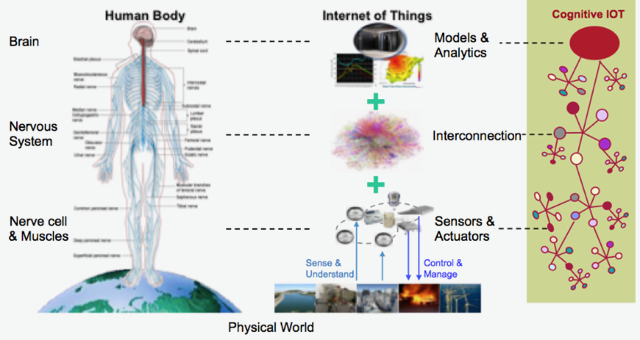 Human Body
Internet of Things
Cognitive IOT
Brain
Models &
Analytics
Nervous
System
Interconnection
Nerve cell
& Muscles
Sensors &
Actuators
Sense &
Understand
Control &
Manage
Physical World
Brain
Cerebellum
Spinal cord
Brachial plexus
Musculocutaneous
nerve
Radial nerve
Intercostal
nerves
Subcostal nerve
Lumbar
plexus
Sacral
plexus
Median nerve
Iliohypogastric
nerve
Genitofemoral
nerve
Obturator
nerve
Ulnar nerve
Femoral nerve
Pudendal nerve
Sciatic nerve
Muscular branches
of femoral nerve
Saphenous nerve
Tibial nerve
Common peroneal nerve
Deep peroneal nerve
Superficial peroneal nerve